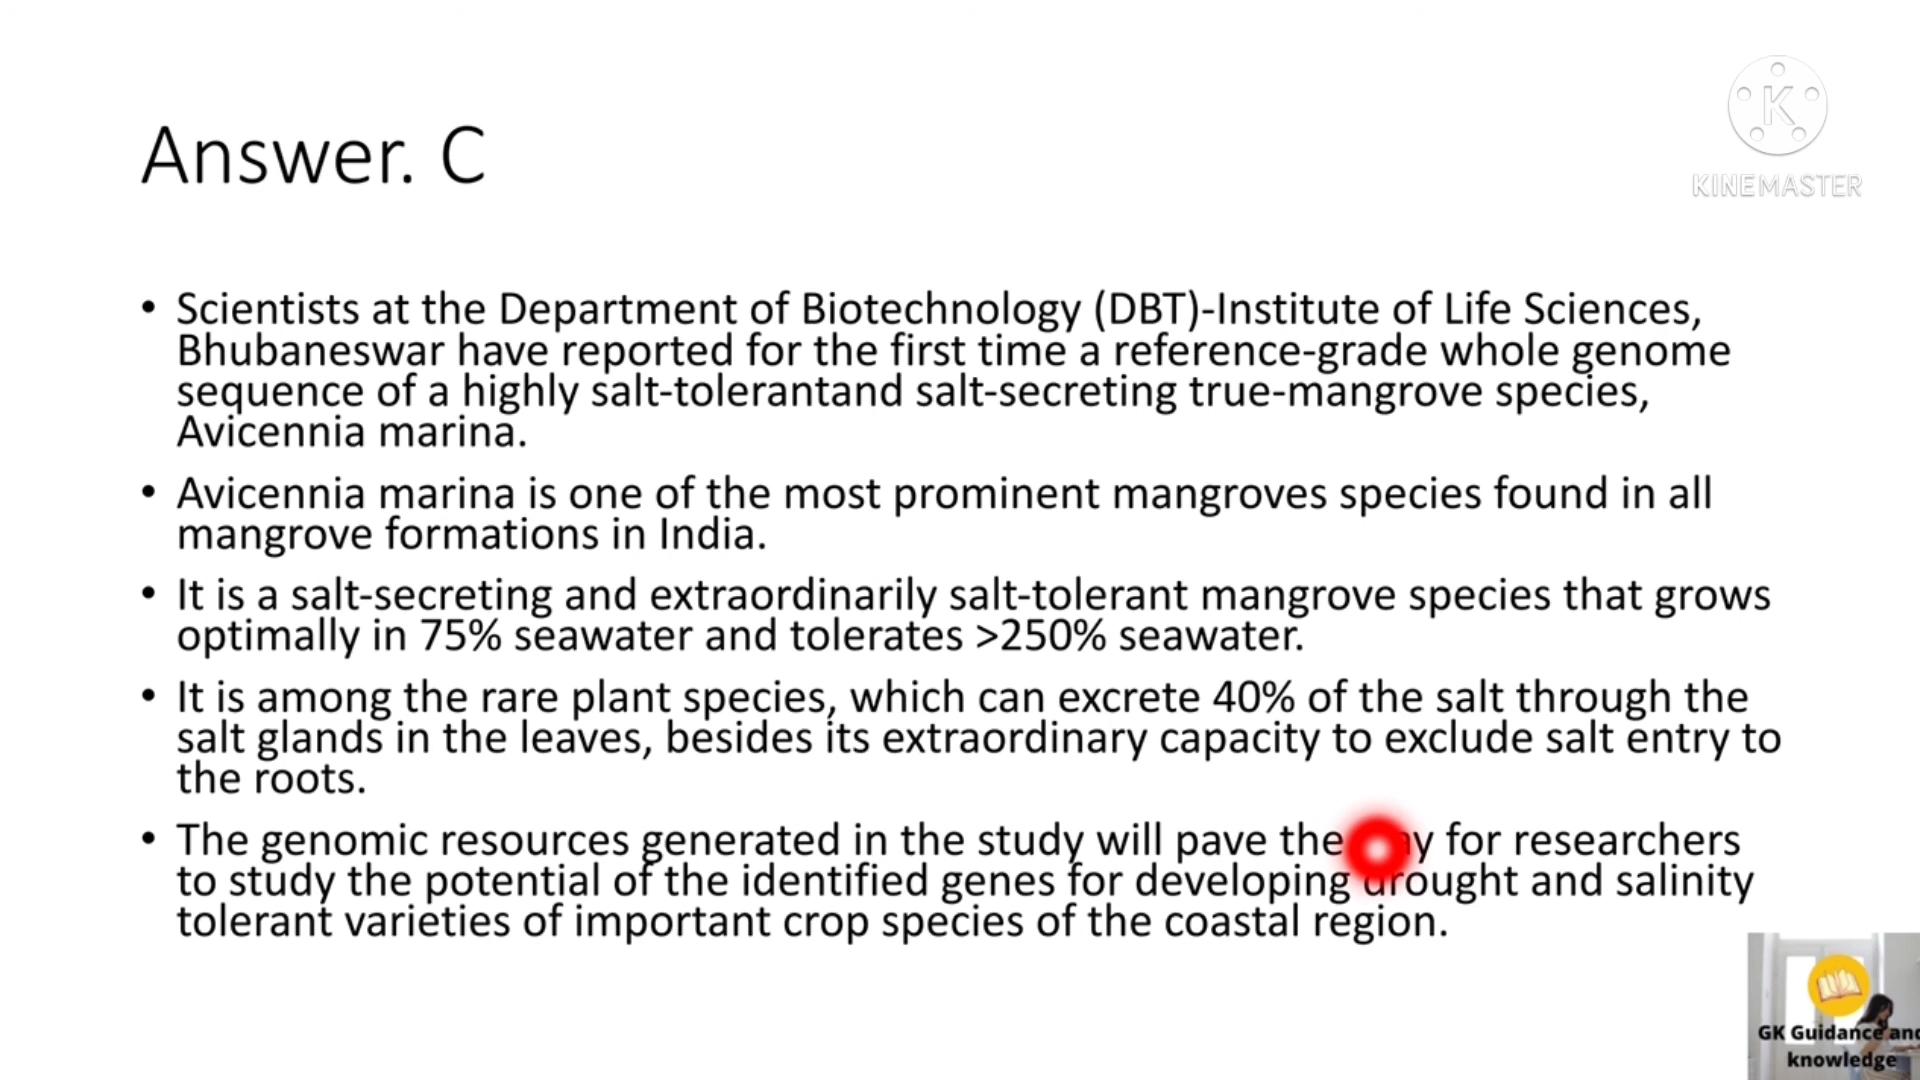 Answer. C
K
KINEMASTER
• Scientists at the Department of Biotechnology (DBT)-Institute of Life Sciences,
Bhubaneswar have reported for the first time a reference-grade whole genome
sequence of a highly salt-tolerantand salt-secreting true-mangrove species,
Avicennia marina.
• Avicennia marina is one of the most prominent mangroves species found in all
mangrove formations in India.
• It is a salt-secreting and extraordinarily salt-tolerant mangrove species that grows
optimally in 75% seawater and tolerates >250% seawater.
• It is among the rare plant species, which can excrete 40% of the salt through the
salt glands in the leaves, besides its extraordinary capacity to exclude salt entry to
the roots.
• The genomic resources generated in the study will pave the for researchers
to study the potential of the identified genes for developing drought and salinity
tolerant varieties of important crop species of the coastal region.
GK Guidance and
knowledge